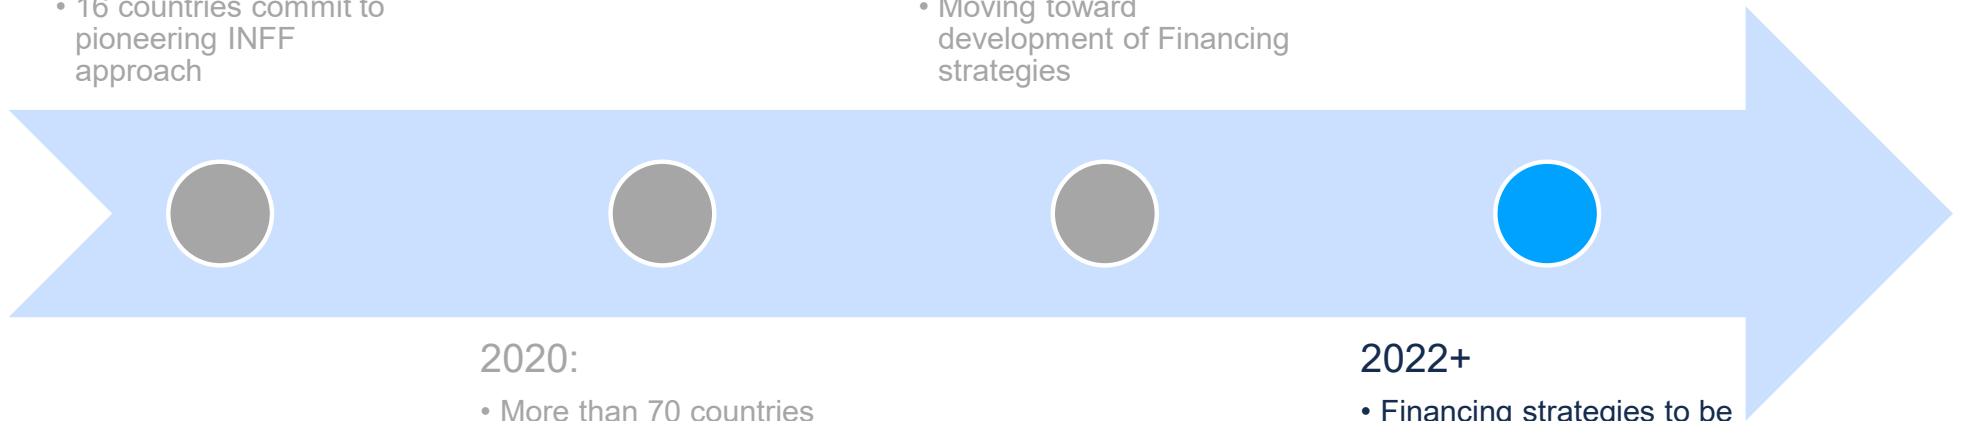 • 16 countries commit to
pioneering INFF
approach
• Moving toward
development of Financing
strategies
2020:
• More than 70 countries
2022+
• Financing strategies to be